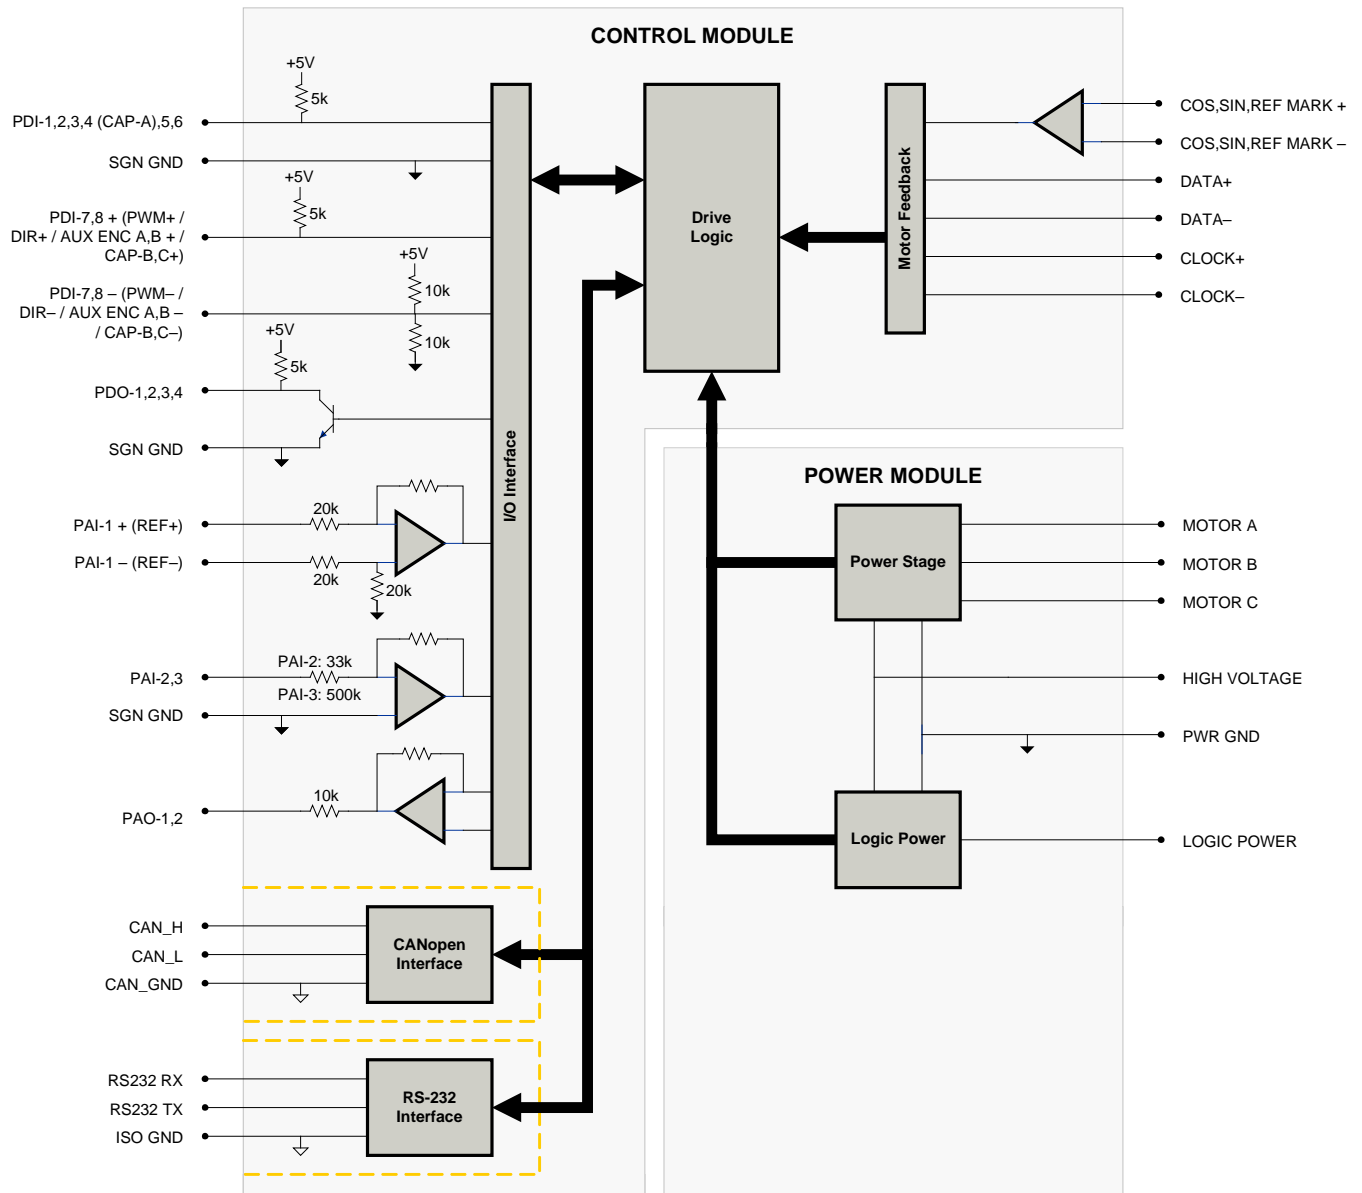 CONTROL MODULE
+5V
5k
PDI-1,2,3,4 (CAP-A),5,6
SGN GND
+5V
5k
PDI-7,8 + (PWM+ /
DIR+ / AUX ENC A,B + /
CAP-B,C+)
+5V
10k
PDI-7,8 – (PWM– /
DIR– / AUX ENC A,B –
/ CAP-B,C–)
10k
+5V
5k
PDO-1,2,3,4
SGN GND
20k
PAI-1 + (REF+)
PAI-1 – (REF–)
20k
20k
PAI-2: 33k
PAI-2,3
PAI-3: 500k
SGN GND
10k
PAO-1,2
I/O Interface
Drive
Logic
Motor Feedback
COS,SIN,REF MARK +
COS,SIN,REF MARK –
DATA+
DATA–
CLOCK+
CLOCK–
POWER MODULE
Power Stage
MOTOR A
MOTOR B
MOTOR C
HIGH VOLTAGE
PWR GND
Logic Power
LOGIC POWER
CAN_H
CAN_L
CAN_GND
CANopen
Interface
RS232 RX
RS232 TX
ISO GND
RS-232
Interface